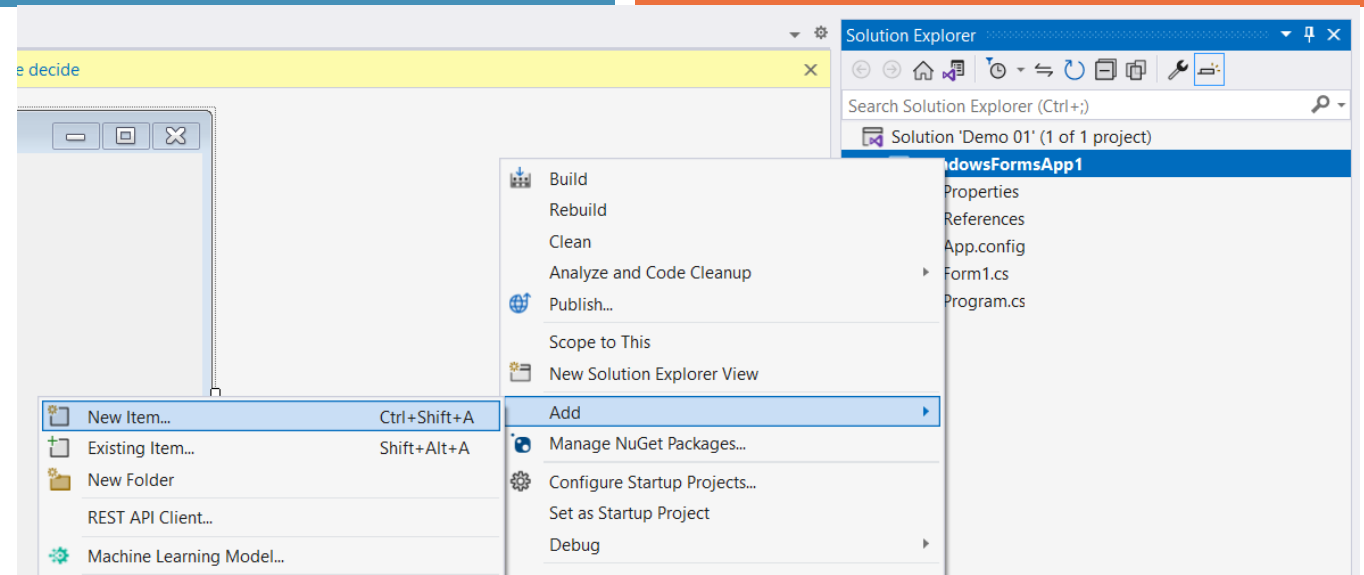 Solution Explorer
e decide
Search Solution Explorer (Ctrl+;)
Solution 'Demo 01' (1 of 1 project)
dowsFormsApp1
Properties
References
App.config
Form1.cs
Program.cs
Build
Rebuild
Clean
Analyze and Code Cleanup
Publish...
Scope to This
New Solution Explorer View
Add
Manage NuGet Packages...
Configure Startup Projects...
Set as Startup Project
Debug
New Item... Ctrl+Shift+A
Existing Item... Shift+Alt+A
New Folder
REST API Client...
Machine Learning Model...